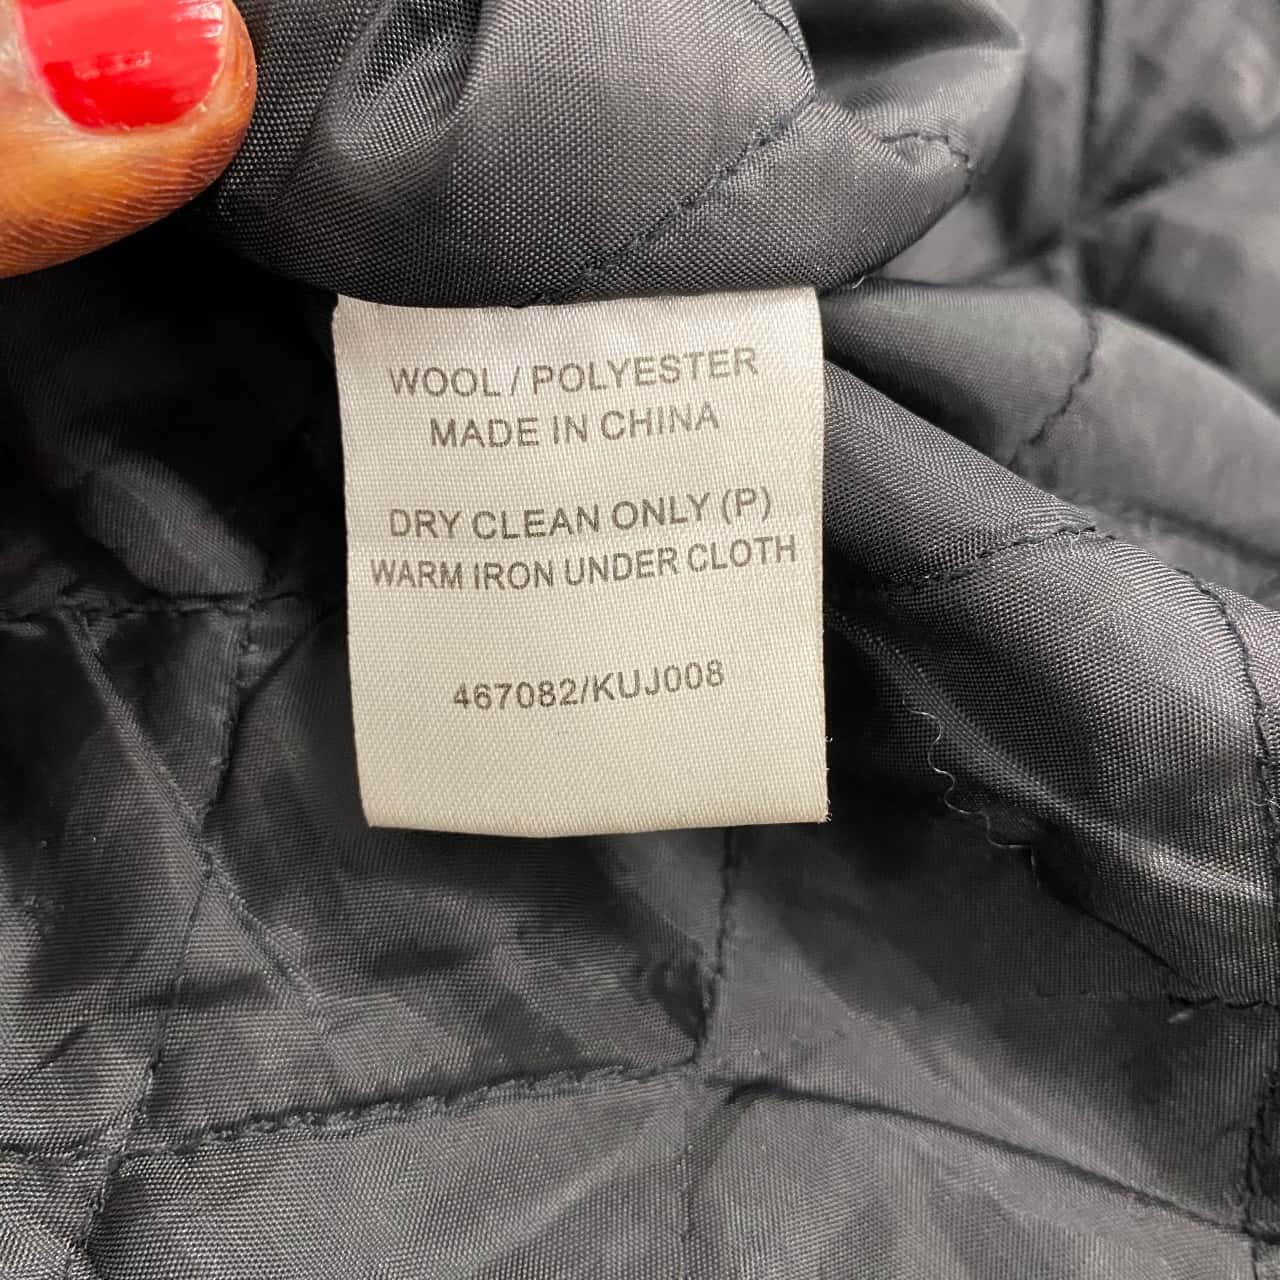 WOOL / POLYESTER
MADE IN CHINA
DRY CLEAN ONLY (P)
WARM IRON UNDER CLOTH
467082/KUJ008